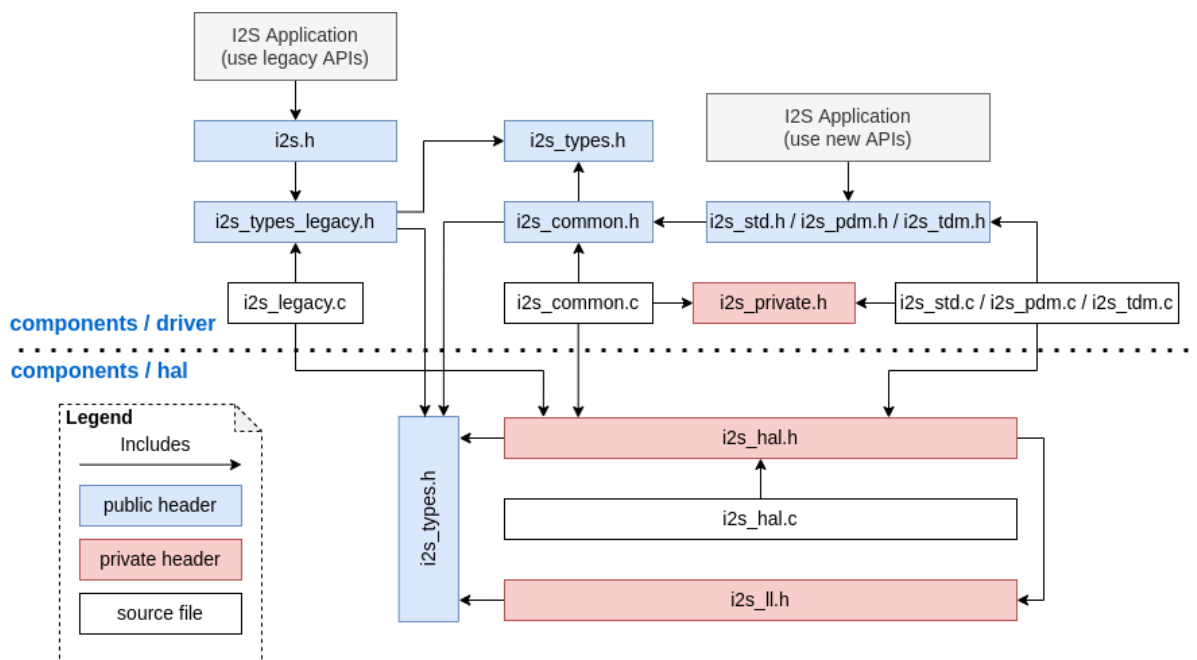 I2S Application
(use legacy APIs)
i2s.h
i2s_types.h
I2S Application
(use new APIs)
i2s_types_legacy.h
i2s_common.h
i2s_std.h / i2s_pdm.h / i2s_tdm.h
i2s_legacy.c
i2s_common.c
i2s_private.h
i2s_std.c / i2s_pdm.c / i2s_tdm.c
components / driver
components / hal
Legend
Includes
public header
private header
source file
i2s_types.h
i2s_hal.h
i2s_hal.c
i2s_ll.h